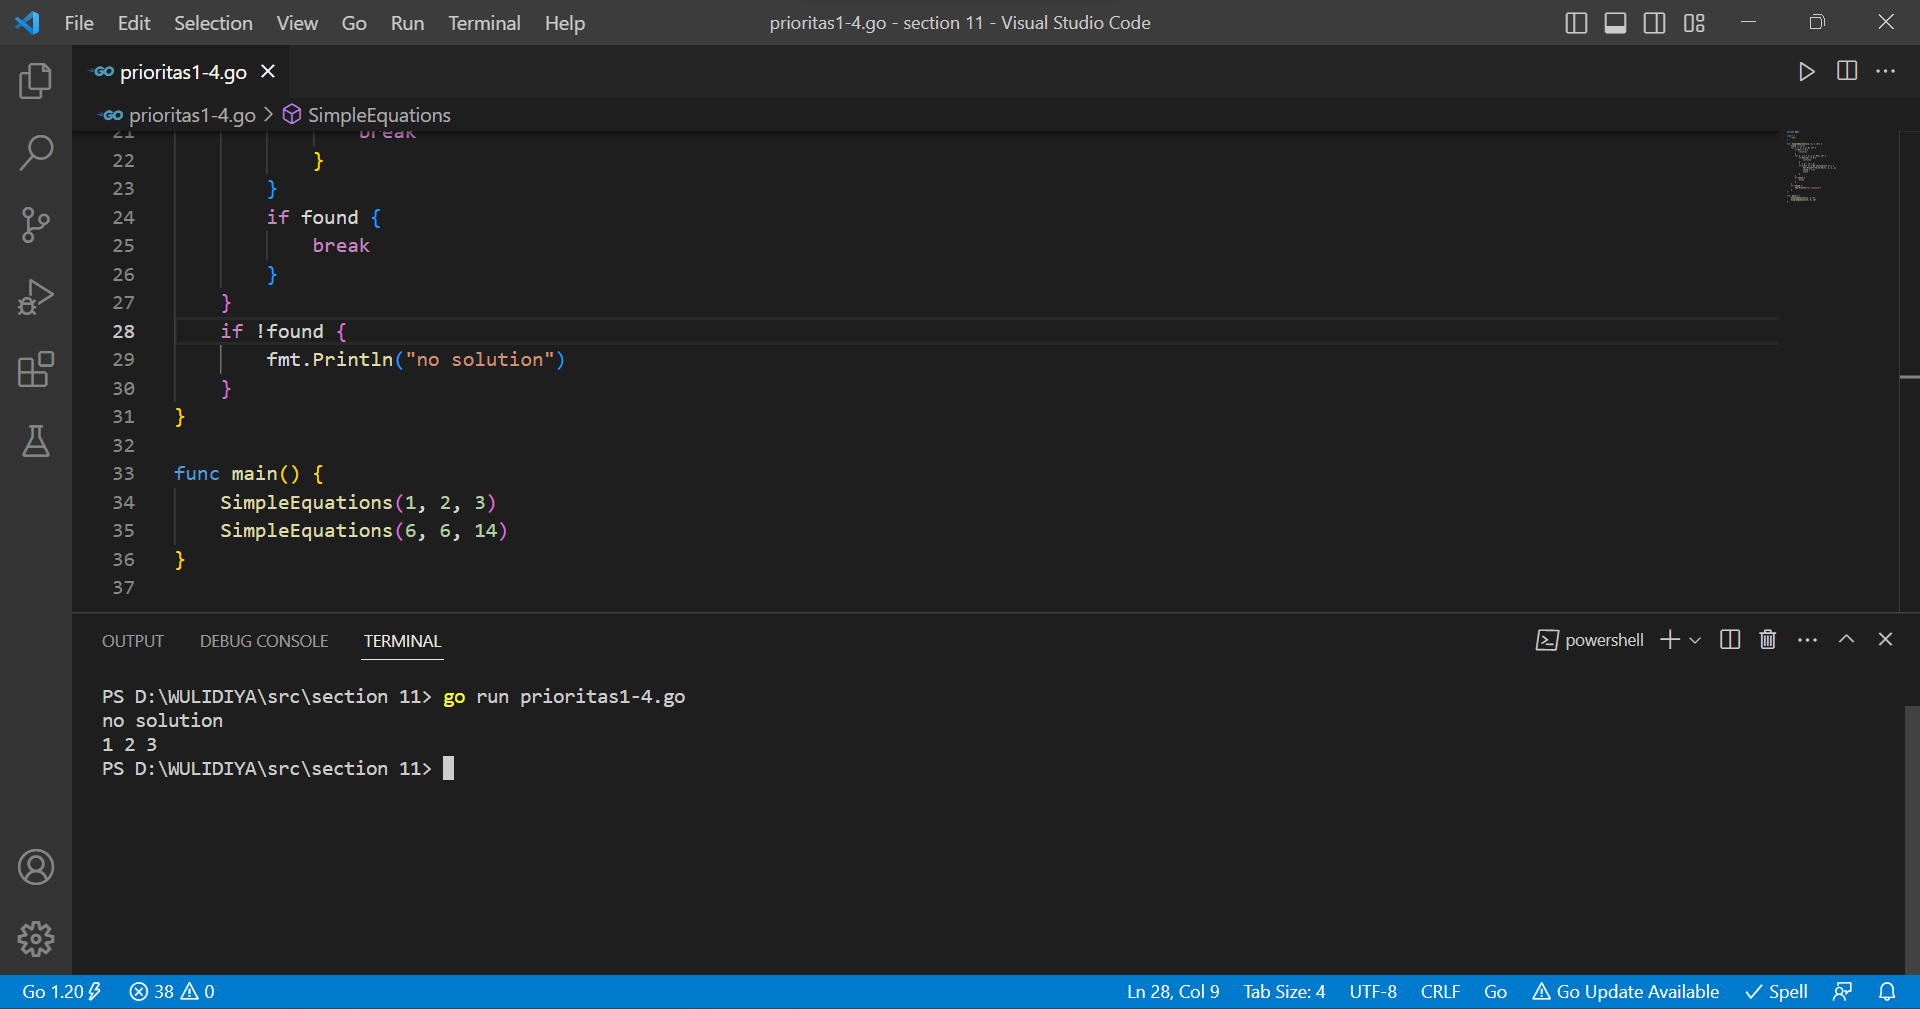 File Edit Selection View Go Run Terminal Help prioritas1-4.go - section 11 - Visual Studio Code
GO prioritas1-4.go
GO prioritas1-4.go > SimpleEquations
21 break
22 }
23 }
24 if found {
25 break
26 }
27 }
28 if !found {
29 fmt.Println("no solution")
30 }
31 }
32
33 func main() {
34 SimpleEquations(1, 2, 3)
35 SimpleEquations(6, 6, 14)
36 }
37
OUTPUT DEBUG CONSOLE TERMINAL powershell
PS D:\WULIDIYA\src\section 11> go run prioritas1-4.go
no solution
1 2 3
PS D:\WULIDIYA\src\section 11>
Go 1.20 38 0 Ln 28, Col 9 Tab Size: 4 UTF-8 CRLF Go Go Update Available Spell